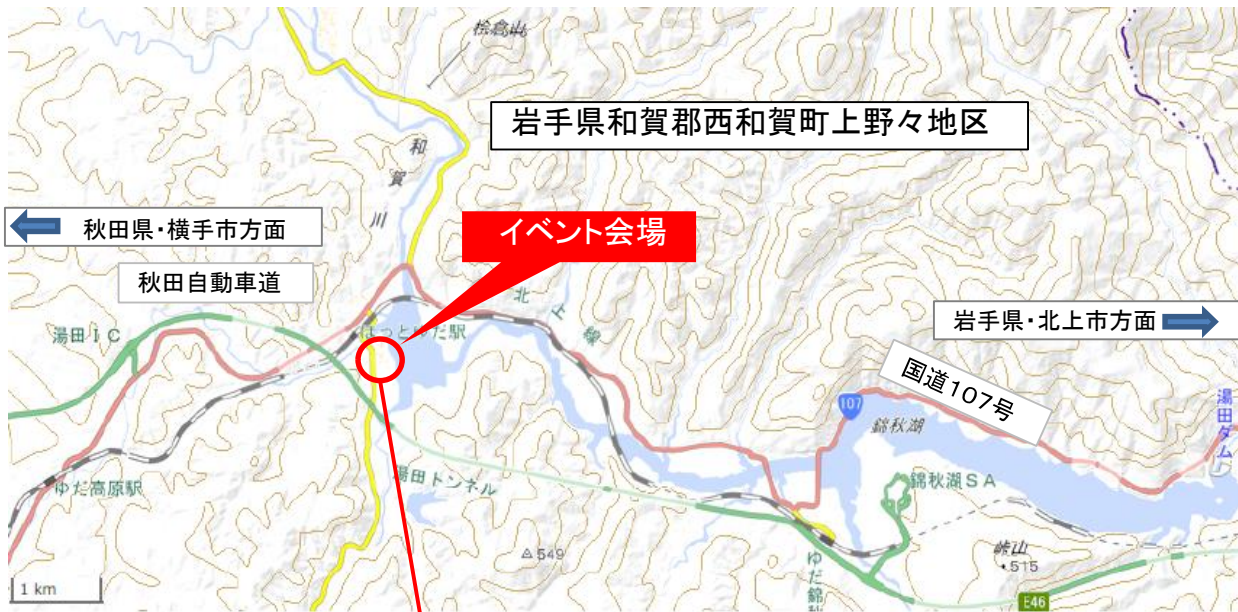 桧倉山
岩手県和賀郡西和賀町上野々地区
和賀川
秋田県・横手市方面
イベント会場
秋田自動車道
北上線
湯田IC
ほっとゆだ駅
岩手県・北上市方面
国道107号
107
湯田ダム
錦秋湖
ゆだ高原駅
湯田トンネル
錦秋湖SA
549
峠山
515
ゆだ錦秋
1 km
E46